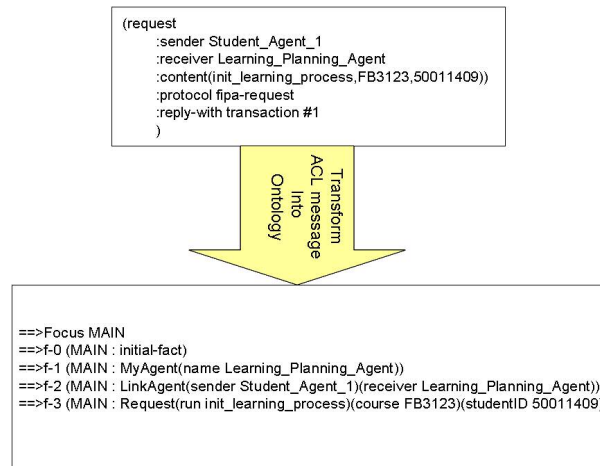 (request
:sender Student_Agent_1
:receiver Learning_Planning_Agent
:content(init_learning_process,FB3123,50011409))
:protocol fipa-request
:reply-with transaction #1
)
Transform
ACL message
Into
Ontology
==>Focus MAIN
==>f-0 (MAIN : initial-fact)
==>f-1 (MAIN : MyAgent(name Learning_Planning_Agent))
==>f-2 (MAIN : LinkAgent(sender Student_Agent_1)(receiver Learning_Planning_Agent))
==>f-3 (MAIN : Request(run init_learning_process)(course FB3123)(studentID 50011409)